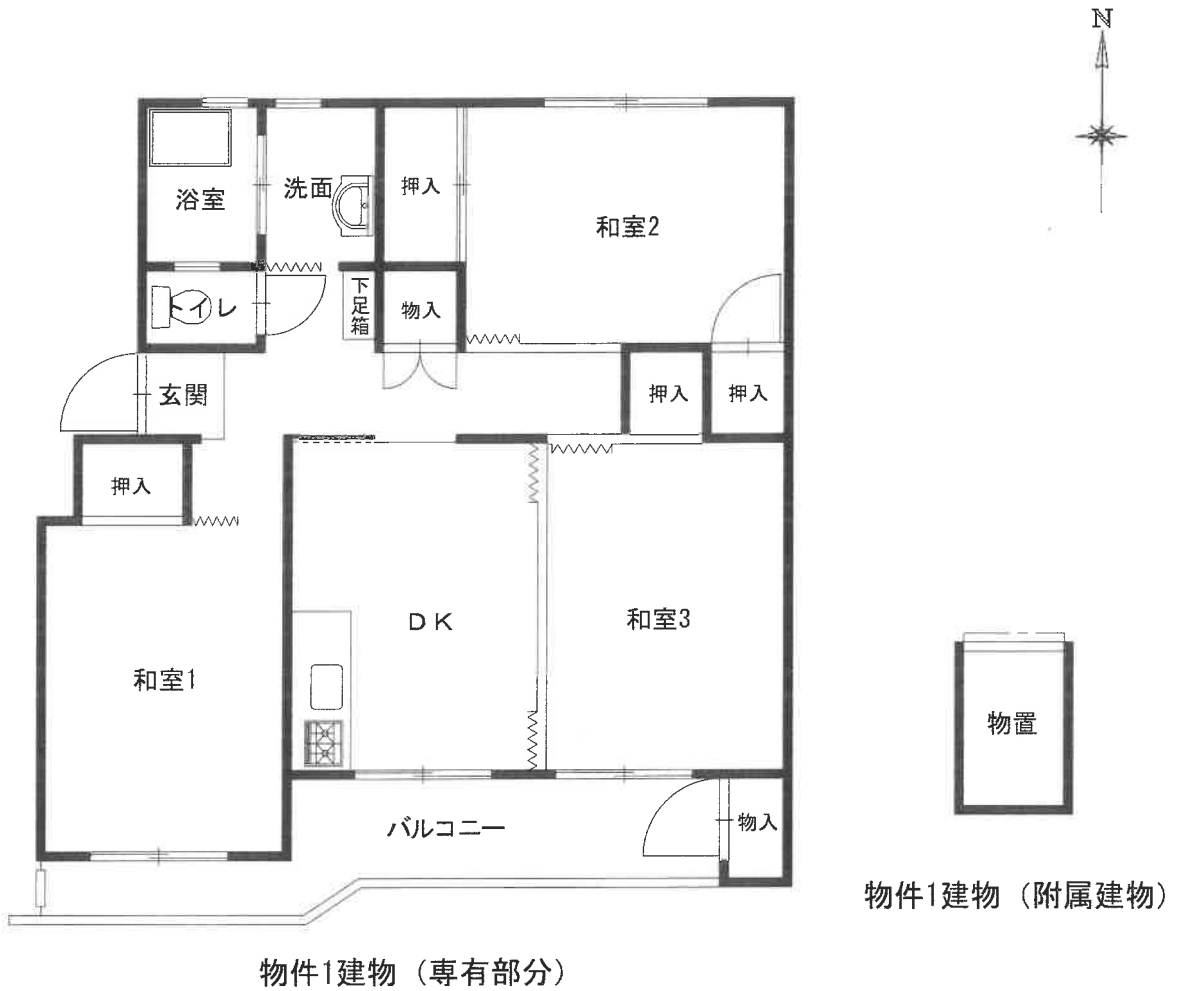 N
浴室
洗面
押入
和室2
トイレ
下足箱
物入
玄関
押入
押入
押入
DK
和室3
和室1
物置
バルコニー
物入
物件1建物（附属建物）
物件1建物（専有部分）